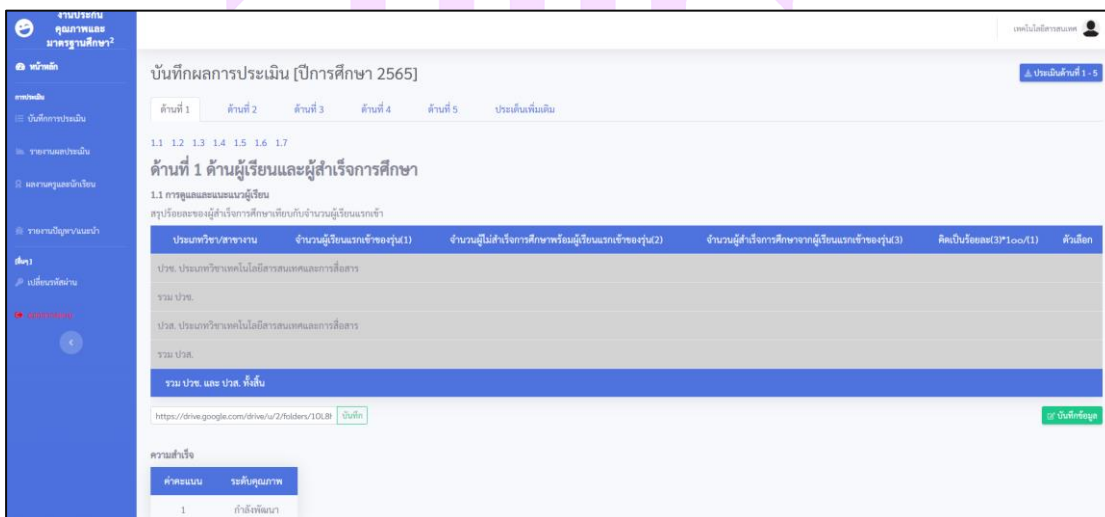 งานประกัน
คุณภาพและ
มาตรฐานศึกษา²
เทคโนโลยีสารสนเทศ
หน้าหลัก
การประเมิน
บันทึกการประเมิน
รายงานผลประเมิน
ผลงานครูและนักเรียน
รายงานปัญหา/แนะนำ
อื่นๆ
เปลี่ยนรหัสผ่าน
บันทึกผลการประเมิน [ปีการศึกษา 2565]
ประเมินด้านที่ 1 - 5
ด้านที่ 1 ด้านที่ 2 ด้านที่ 3 ด้านที่ 4 ด้านที่ 5 ประเด็นเพิ่มเติม
1.1 1.2 1.3 1.4 1.5 1.6 1.7
ด้านที่ 1 ด้านผู้เรียนและผู้สำเร็จการศึกษา
1.1 การดูแลและแนะแนวผู้เรียน
สรุปร้อยละของผู้สำเร็จการศึกษาเทียบกับจำนวนผู้เรียนแรกเข้า
ประเภทวิชา/สาขางาน จำนวนผู้เรียนแรกเข้าของรุ่น(1) จำนวนผู้ไม่สำเร็จการศึกษาพร้อมผู้เรียนแรกเข้าของรุ่น(2) จำนวนผู้สำเร็จการศึกษาจากผู้เรียนแรกเข้าของรุ่น(3) คิดเป็นร้อยละ(3)*100/(1) ตัวเลือก
ปวช. ประเภทวิชาเทคโนโลยีสารสนเทศและการสื่อสาร
รวม ปวช.
ปวส. ประเภทวิชาเทคโนโลยีสารสนเทศและการสื่อสาร
รวม ปวส.
รวม ปวช. และ ปวส. ทั้งสิ้น
https://drive.google.com/drive/u/2/folders/1OL8I บันทึก
บันทึกข้อมูล
ความสำเร็จ
ค่าคะแนน ระดับคุณภาพ
1 กำลังพัฒนา